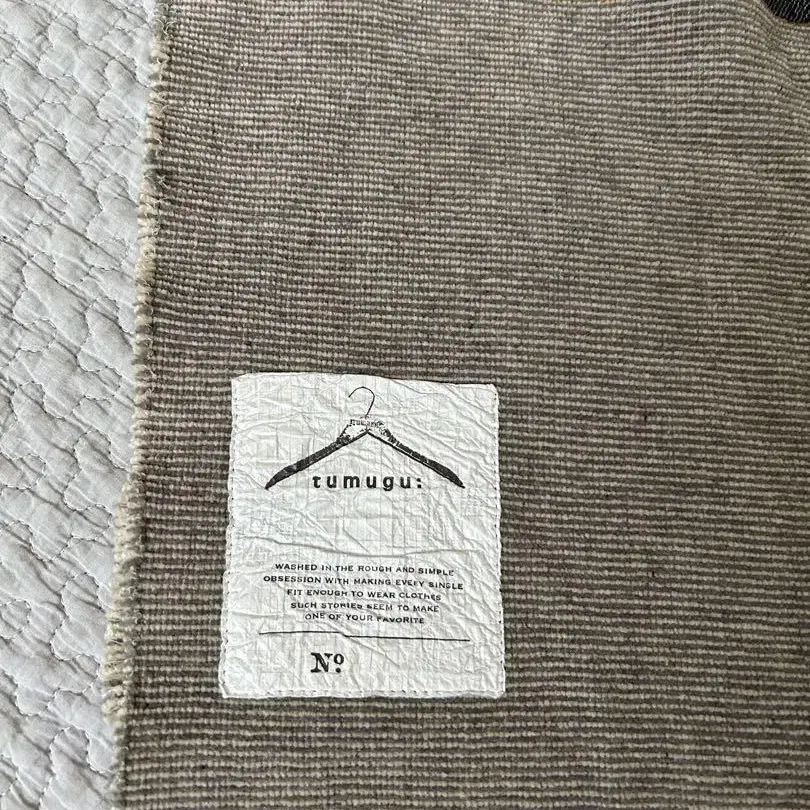 tumugu:
WASHED IN THE ROUGH AND SIMPLE
OBSESSION WITH MAKING EVERY SINGLE
FIT ENOUGH TO WEAR CLOTHES
SUCH STORIES SEEM TO MAKE
ONE OF YOUR FAVORITE
Nº